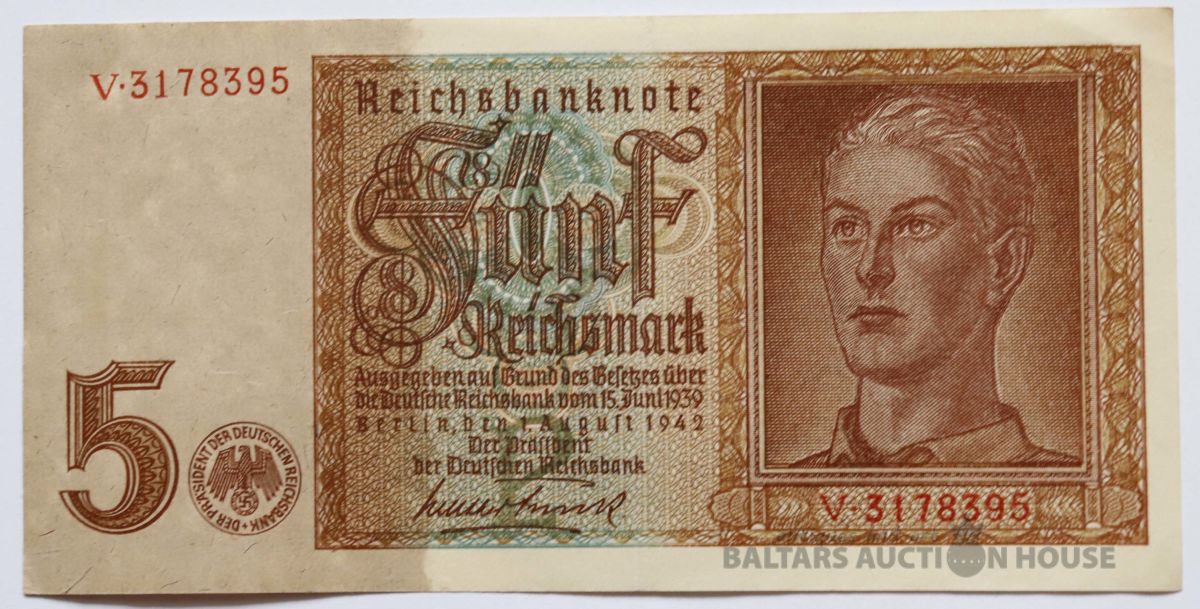 V·3178395
Reichsbanknote
Fünf
Reichsmark
Ausgegeben auf Grund des Gesetzes über
die Deutsche Reichsbank vom 15. Juni 1939
Berlin, den 1. August 1942
Der Präsident
der Deutschen Reichsbank
5
DER PRÄSIDENT DER DEUTSCHEN REICHSBANK
V·3178395
BALTARS AUCTION HOUSE